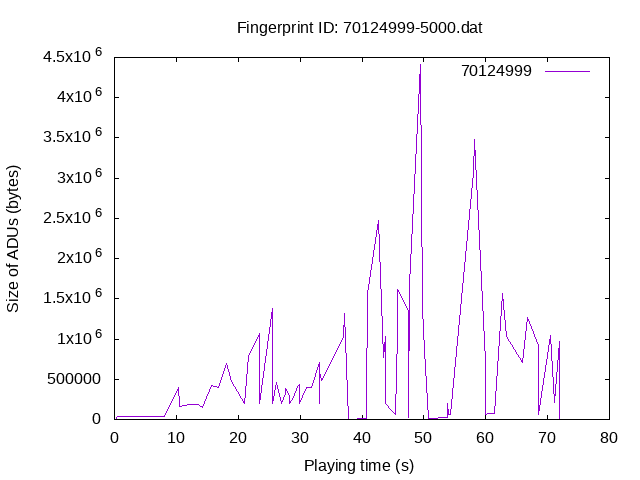 Fingerprint ID: 70124999-5000.dat
4.5x10 6
4x10 6
3.5x10 6
3x10 6
2.5x10 6
2x10 6
1.5x10 6
1x10 6
500000
0
Size of ADUs (bytes)
70124999
0 10 20 30 40 50 60 70 80
Playing time (s)